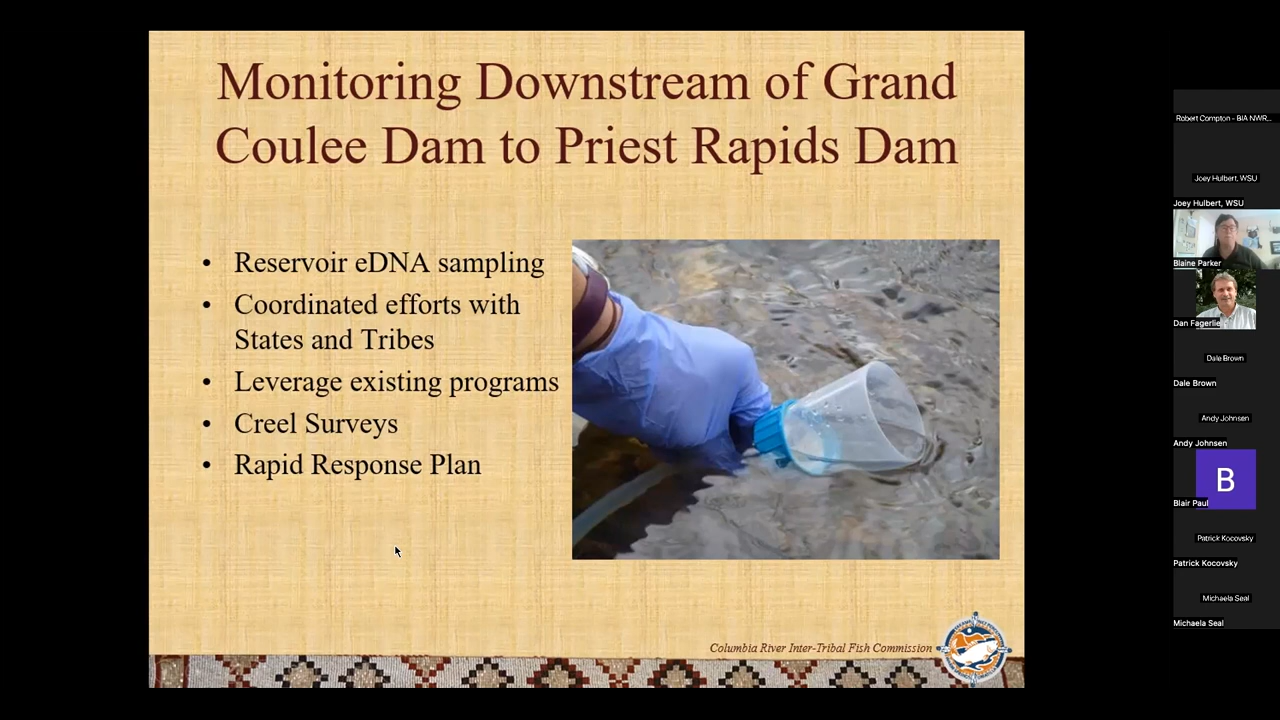 Monitoring Downstream of Grand
Coulee Dam to Priest Rapids Dam
• Reservoir eDNA sampling
• Coordinated efforts with
States and Tribes
• Leverage existing programs
• Creel Surveys
• Rapid Response Plan
Columbia River Inter-Tribal Fish Commission
Robert Compton - BIA NWR...
Joey Hulbert, WSU
Joey Hulbert, WSU
Blaine Parker
Dan Fagerlie
Dale Brown
Dale Brown
Andy Johnsen
Andy Johnsen
B
Blair Paul
Patrick Kocovsky
Patrick Kocovsky
Michaela Seal
Michaela Seal